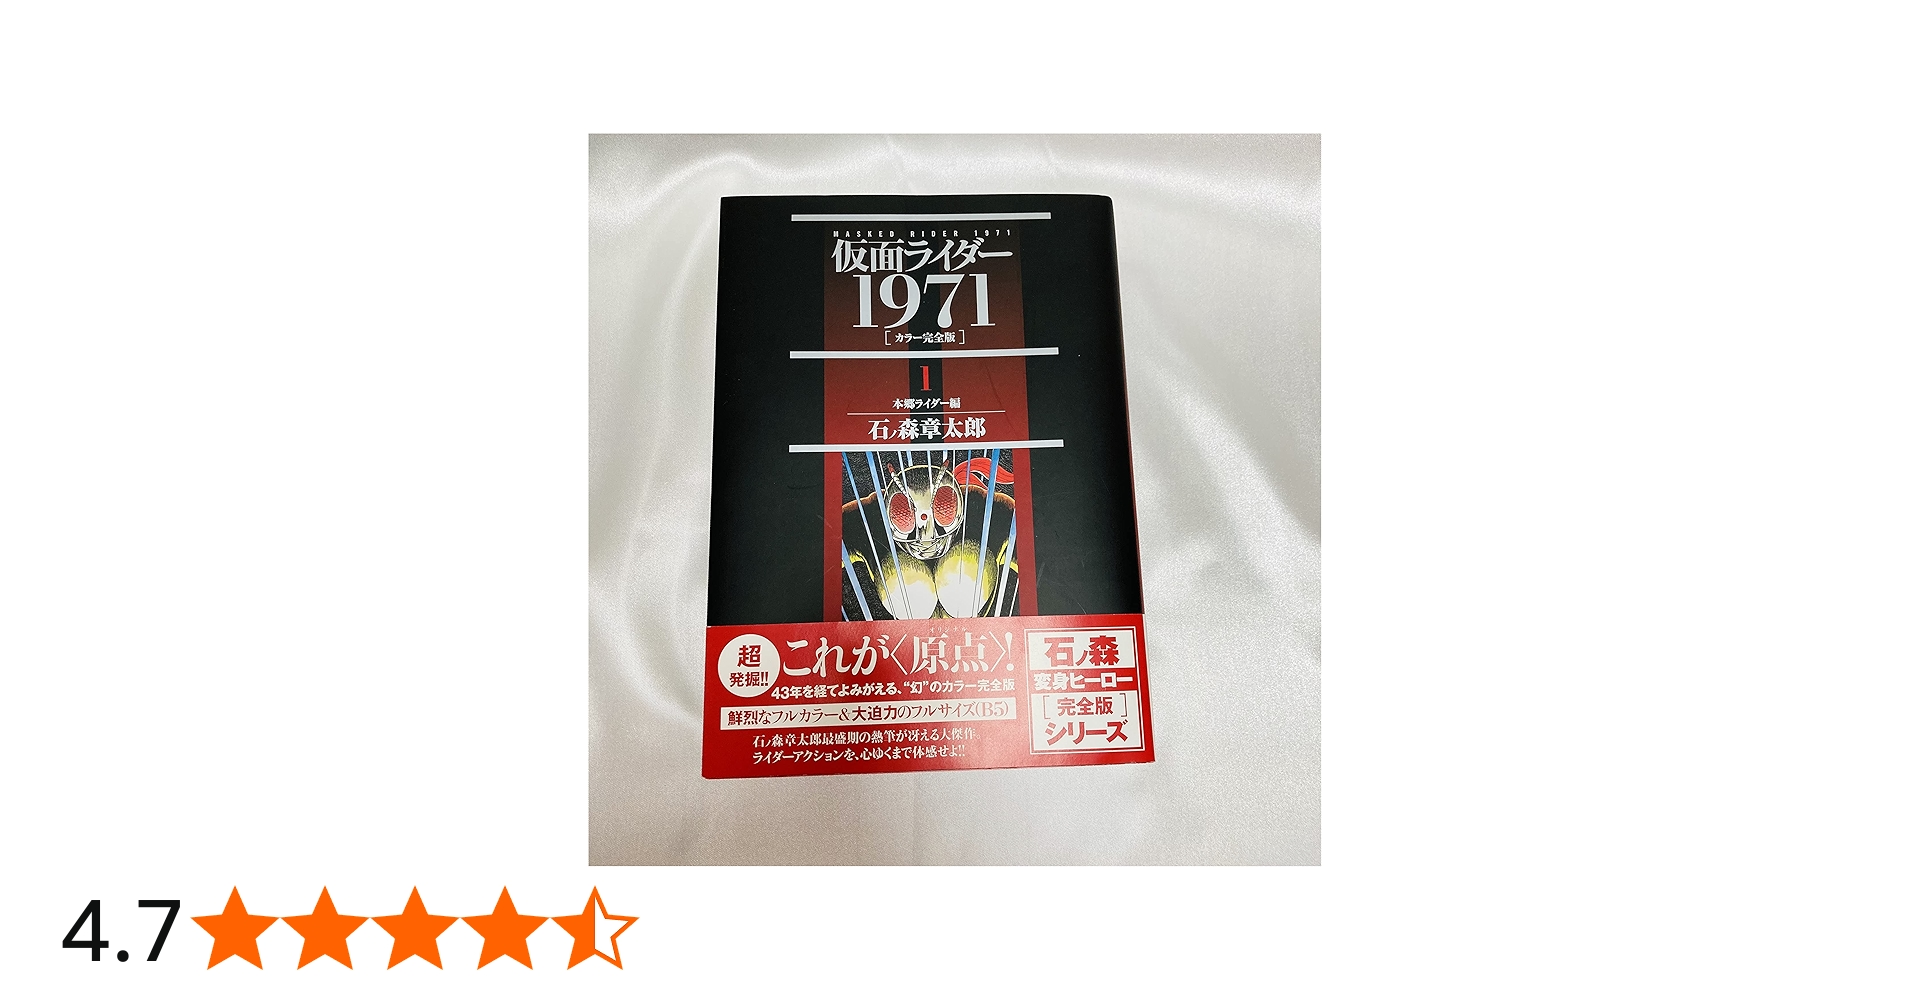 MASKED RIDER 1971
仮面ライダー
1971
[カラー完全版]
1
本郷ライダー編
石ノ森章太郎
超
発掘!!
オリジナル
これが〈原点〉!
43年を経てよみがえる、“幻”のカラー完全版
鮮烈なフルカラー&大迫力のフルサイズ(B5)
石ノ森章太郎最盛期の熱筆が冴える大傑作。
ライダーアクションを、心ゆくまで体感せよ!!
石ノ森
変身ヒーロー
[完全版]
シリーズ
4.7